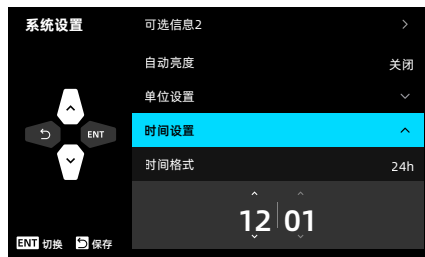 系统设置
可选信息2
自动亮度 关闭
单位设置
ENT
时间设置
时间格式 24h
12 01
ENT 切换 保存